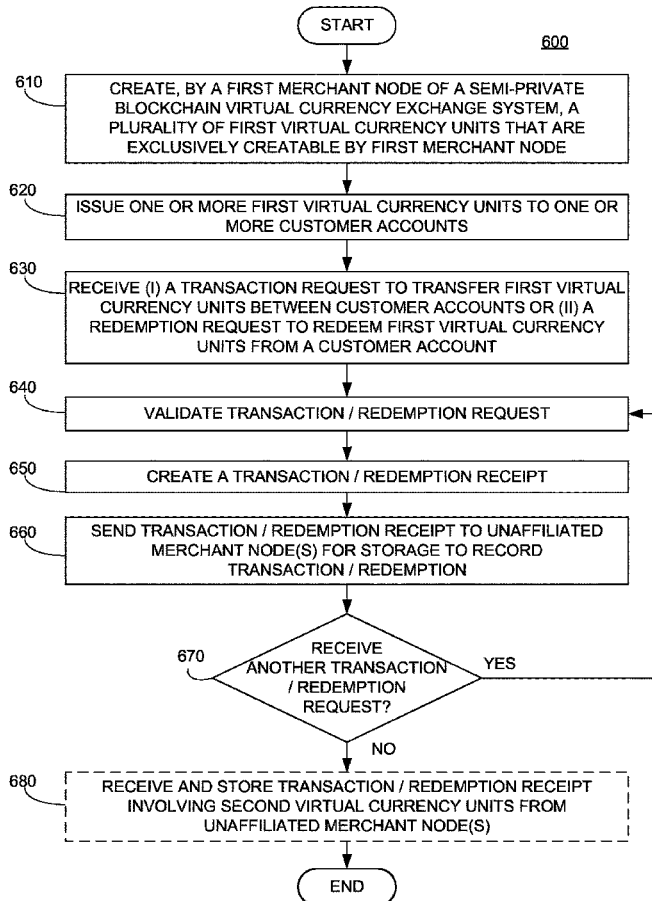 START
600
610
CREATE, BY A FIRST MERCHANT NODE OF A SEMI-PRIVATE
BLOCKCHAIN VIRTUAL CURRENCY EXCHANGE SYSTEM, A
PLURALITY OF FIRST VIRTUAL CURRENCY UNITS THAT ARE
EXCLUSIVELY CREATABLE BY FIRST MERCHANT NODE
620
ISSUE ONE OR MORE FIRST VIRTUAL CURRENCY UNITS TO ONE OR
MORE CUSTOMER ACCOUNTS
630
RECEIVE (I) A TRANSACTION REQUEST TO TRANSFER FIRST VIRTUAL
CURRENCY UNITS BETWEEN CUSTOMER ACCOUNTS OR (II) A
REDEMPTION REQUEST TO REDEEM FIRST VIRTUAL CURRENCY
UNITS FROM A CUSTOMER ACCOUNT
640
VALIDATE TRANSACTION / REDEMPTION REQUEST
650
CREATE A TRANSACTION / REDEMPTION RECEIPT
660
SEND TRANSACTION / REDEMPTION RECEIPT TO UNAFFILIATED
MERCHANT NODE(S) FOR STORAGE TO RECORD
TRANSACTION / REDEMPTION
670
RECEIVE
ANOTHER TRANSACTION
/ REDEMPTION
REQUEST?
YES
NO
680
RECEIVE AND STORE TRANSACTION / REDEMPTION RECEIPT
INVOLVING SECOND VIRTUAL CURRENCY UNITS FROM
UNAFFILIATED MERCHANT NODE(S)
END